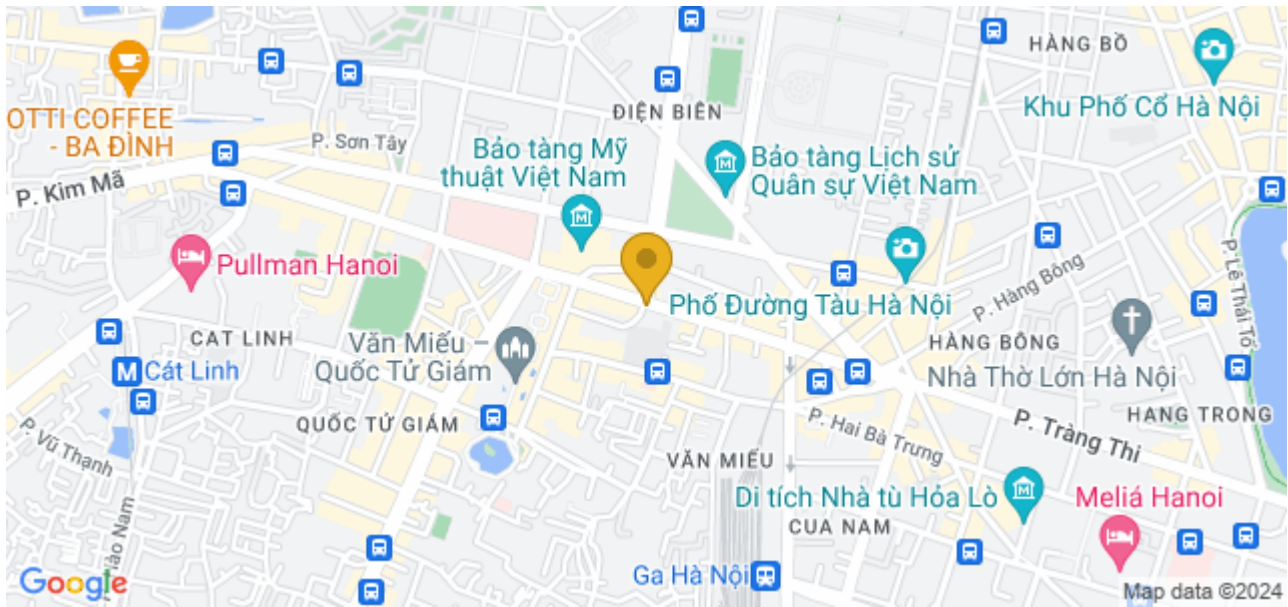 HÀNG BỒ
Khu Phố Cổ Hà Nội
OTTI COFFEE
- BA ĐÌNH
P. Sơn Tây
ĐIỆN BIÊN
Bảo tàng Mỹ
thuật Việt Nam
Bảo tàng Lịch sử
Quân sự Việt Nam
P. Kim Mã
Pullman Hanoi
P. Lê Thái Tổ
P. Hàng Bông
Phố Đường Tàu Hà Nội
CAT LINH
Văn Miếu –
Quốc Tử Giám
HÀNG BÔNG
Nhà Thờ Lớn Hà Nội
M Cát Linh
QUỐC TỬ GIÁM
P. Vũ Thạnh
P. Hai Bà Trưng
P. Tràng Thi
HANG TRONG
VĂN MIẾU
Di tích Nhà tù Hỏa Lò
Meliá Hanoi
CUA NAM
ào Nam
Ga Hà Nội
Google
Map data ©2024